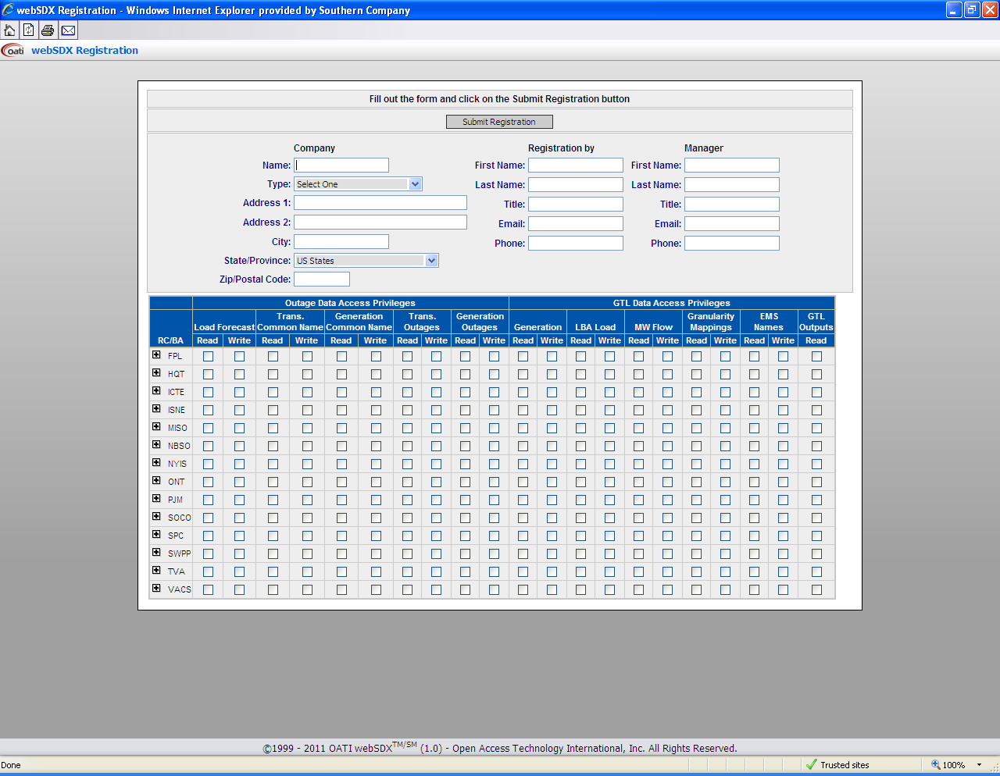 webSDX Registration - Windows Internet Explorer provided by Southern Company
oati webSDX Registration
Fill out the form and click on the Submit Registration button
Submit Registration
Company Registration by Manager
Name: First Name: First Name:
Type: Select One Last Name: Last Name:
Address 1: Title: Title:
Address 2: Email: Email:
City: Phone: Phone:
State/Province: US States
Zip/Postal Code:
Outage Data Access Privileges GTL Data Access Privileges
Trans. Generation Trans. Generation Granularity EMS GTL
Load Forecast Common Name Common Name Outages Outages Generation LBA Load MW Flow Mappings Names Outputs
RC/BA Read Write Read Write Read Write Read Write Read Write Read Write Read Write Read Write Read Write Read Write Read
FPL
HQT
ICTE
ISNE
MISO
NBSO
NYIS
ONT
PJM
SOCO
SPC
SWPP
TVA
VACS
©1999 - 2011 OATI webSDX™/SM (1.0) - Open Access Technology International, Inc. All Rights Reserved.
Done Trusted sites 100%